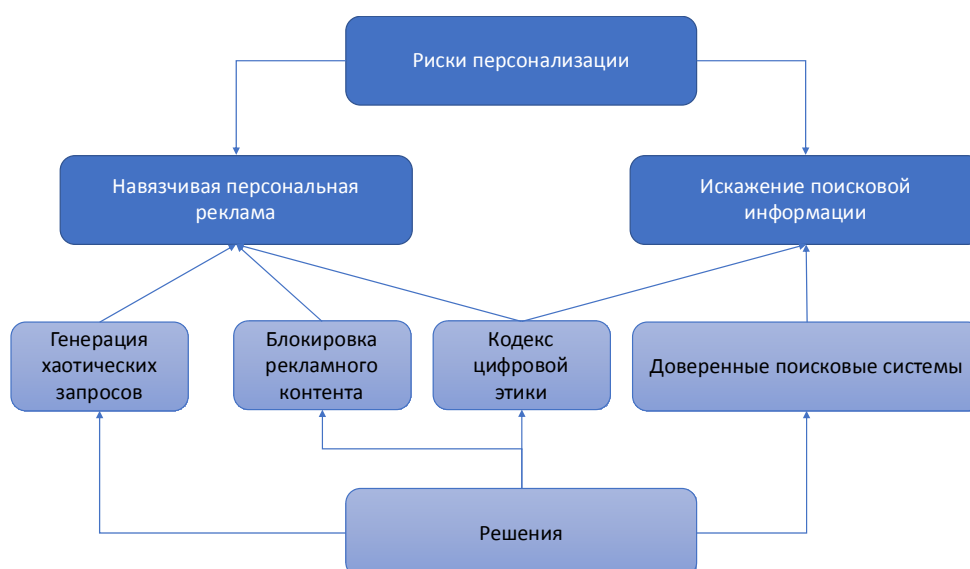 Риски персонализации
Навязчивая персональная
реклама
Искажение поисковой
информации
Генерация
хаотических
запросов
Блокировка
рекламного
контента
Кодекс
цифровой
этики
Доверенные поисковые системы
Решения